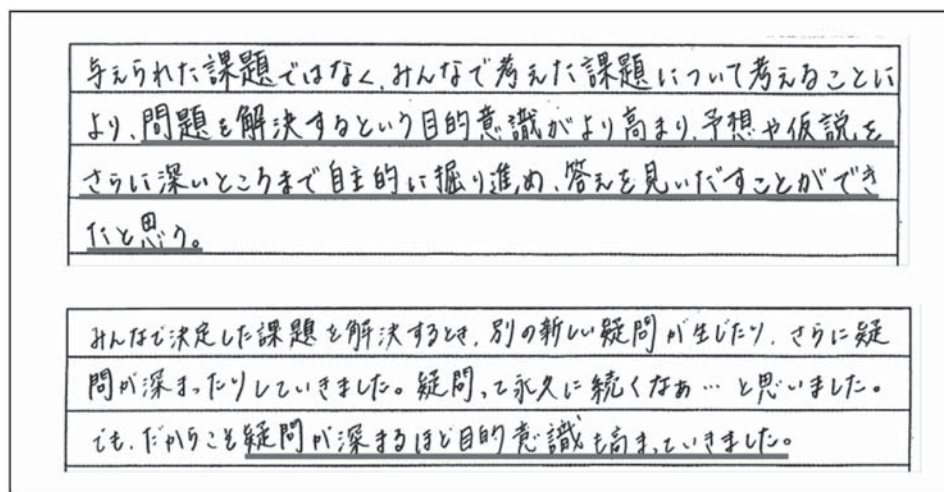 与えられた課題ではなく、みんなで考えた課題について考えることに
より、問題を解決するという目的意識がより高まり、予想や仮説を
さらに深いところまで自主的に掘り進め、答えを見いだすことができ
たと思う。
みんなで決定した課題を解決するとき、別の新しい疑問が生じたり、さらに疑
問が深まったりしていきました。疑問って永久に続くなぁ…と思いました。
でも、だからこそ疑問が深まるほど目的意識も高まっていきました。